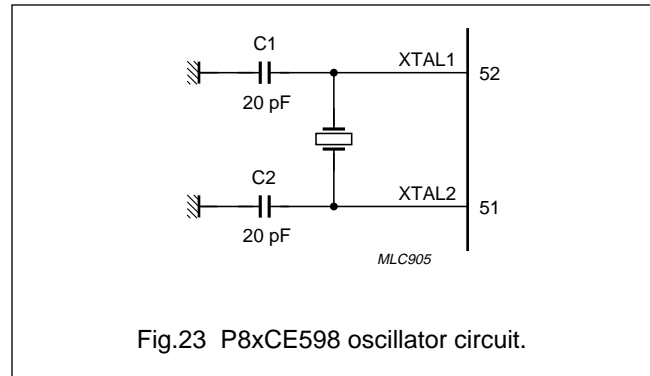 C1
XTAL1
52
20 pF
C2
XTAL2
51
20 pF
MLC905
Fig.23 P8xCE598 oscillator circuit.